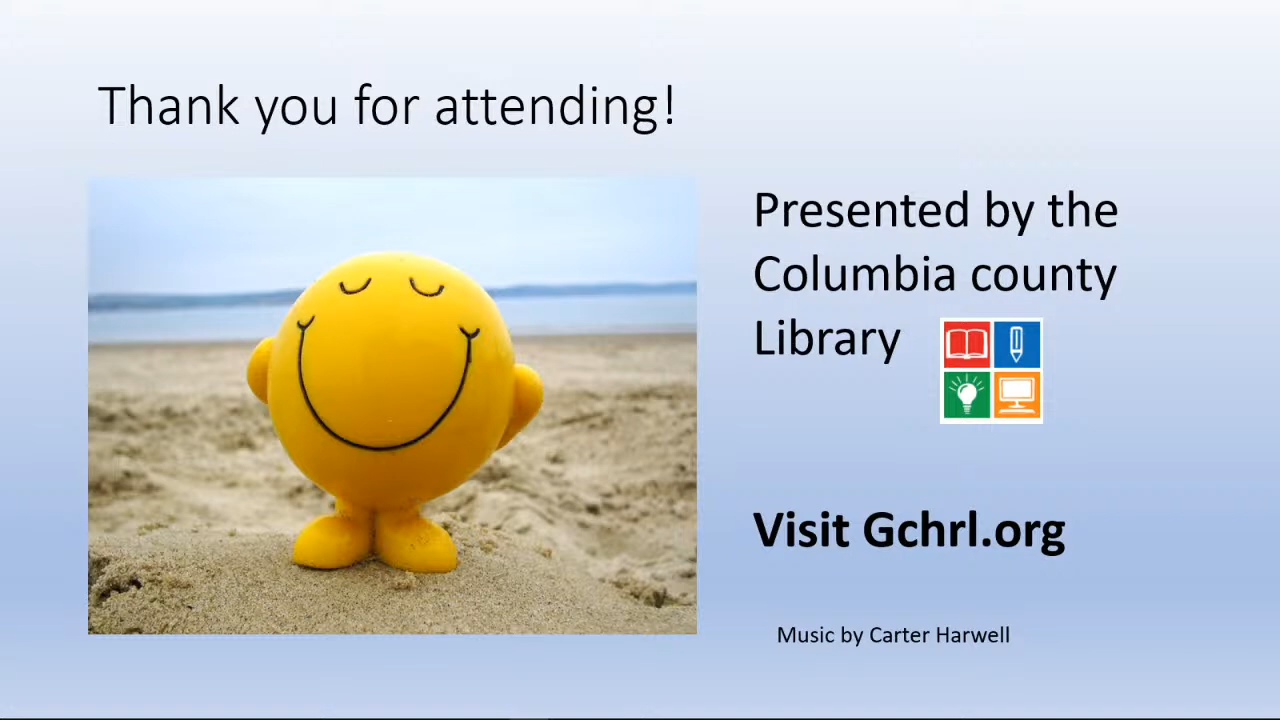 Thank you for attending!
Presented by the
Columbia county
Library
Visit Gchrl.org
Music by Carter Harwell